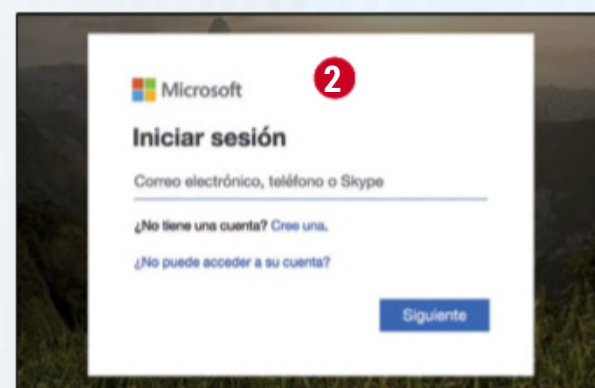 2
Microsoft
Iniciar sesión
Correo electrónico, teléfono o Skype
¿No tiene una cuenta? Cree una.
¿No puede acceder a su cuenta?
Siguiente